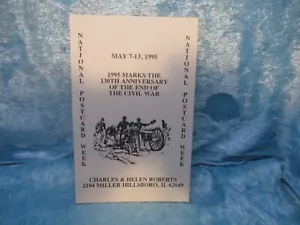 NATIONAL POSTCARD WEEK
MAY 7-13, 1995
1995 MARKS THE
130TH ANNIVERSARY
OF THE END OF
THE CIVIL WAR
CHARLES & HELEN ROBERTS
2104 MILLER HILLSBORO, IL 62049
NATIONAL POSTCARD WEEK